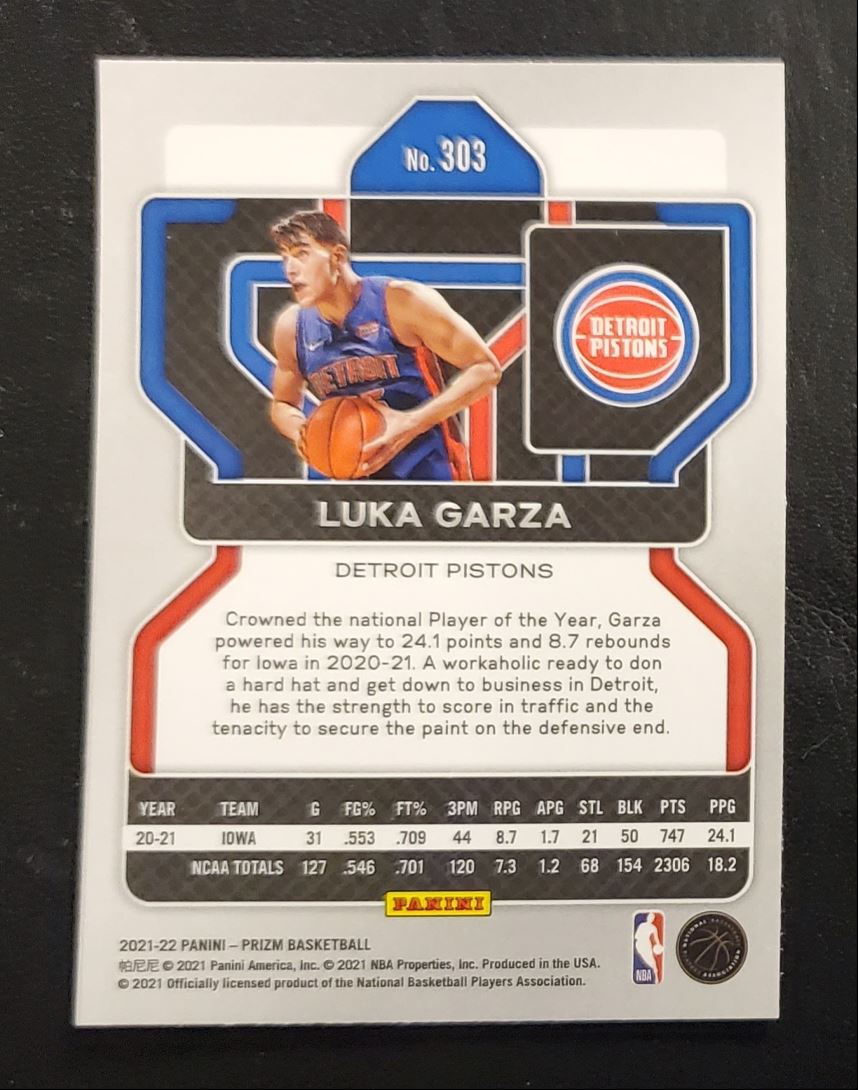 No. 303
DETROIT
PISTONS
DETROIT
LUKA GARZA
DETROIT PISTONS
Crowned the national Player of the Year, Garza
powered his way to 24.1 points and 8.7 rebounds
for Iowa in 2020-21. A workaholic ready to don
a hard hat and get down to business in Detroit,
he has the strength to score in traffic and the
tenacity to secure the paint on the defensive end.
YEAR TEAM G FG% FT% 3PM RPG APG STL BLK PTS PPG
20-21 IOWA 31 .553 .709 44 8.7 1.7 21 50 747 24.1
NCAA TOTALS 127 .546 .701 120 7.3 1.2 68 154 2306 18.2
PANINI
2021-22 PANINI – PRIZM BASKETBALL
帕尼尼 © 2021 Panini America, Inc. © 2021 NBA Properties, Inc. Produced in the USA.
© 2021 Officially licensed product of the National Basketball Players Association.
NBA